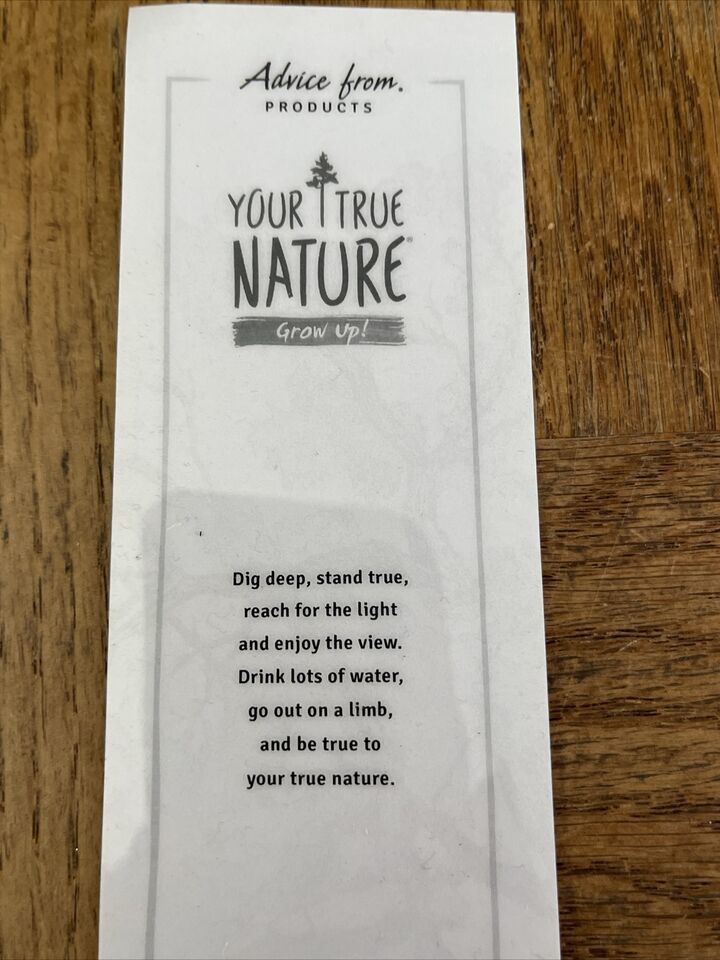 Advice from.
PRODUCTS
YOUR TRUE
NATURE®
Grow Up!
Dig deep, stand true,
reach for the light
and enjoy the view.
Drink lots of water,
go out on a limb,
and be true to
your true nature.